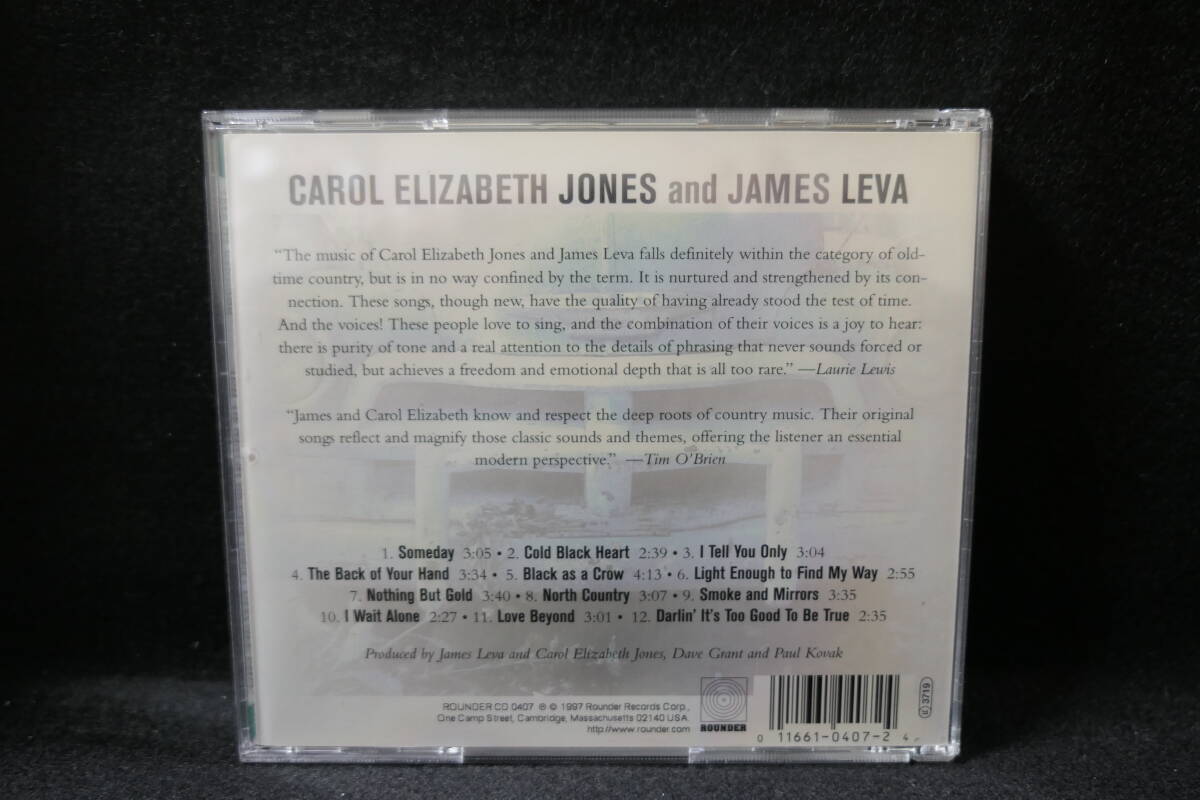 CAROL ELIZABETH JONES and JAMES LEVA
“The music of Carol Elizabeth Jones and James Leva falls definitely within the category of old-
time country, but is in no way confined by the term. It is nurtured and strengthened by its con-
nection. These songs, though new, have the quality of having already stood the test of time.
And the voices! These people love to sing, and the combination of their voices is a joy to hear:
there is purity of tone and a real attention to the details of phrasing that never sounds forced or
studied, but achieves a freedom and emotional depth that is all too rare.” —Laurie Lewis
“James and Carol Elizabeth know and respect the deep roots of country music. Their original
songs reflect and magnify those classic sounds and themes, offering the listener an essential
modern perspective.” —Tim O’Brien
1. Someday 3:05 • 2. Cold Black Heart 2:39 • 3. I Tell You Only 3:04
4. The Back of Your Hand 3:34 • 5. Black as a Crow 4:13 • 6. Light Enough to Find My Way 2:55
7. Nothing But Gold 3:40 • 8. North Country 3:07 • 9. Smoke and Mirrors 3:35
10. I Wait Alone 2:27 • 11. Love Beyond 3:01 • 12. Darlin’ It’s Too Good To Be True 2:35
Produced by James Leva and Carol Elizabeth Jones, Dave Grant and Paul Kovak
ROUNDER CD 0407 ℗ © 1997 Rounder Records Corp.,
One Camp Street, Cambridge, Massachusetts 02140 USA.
http://www.rounder.com
ROUNDER
0 11661-0407-2 4
3719